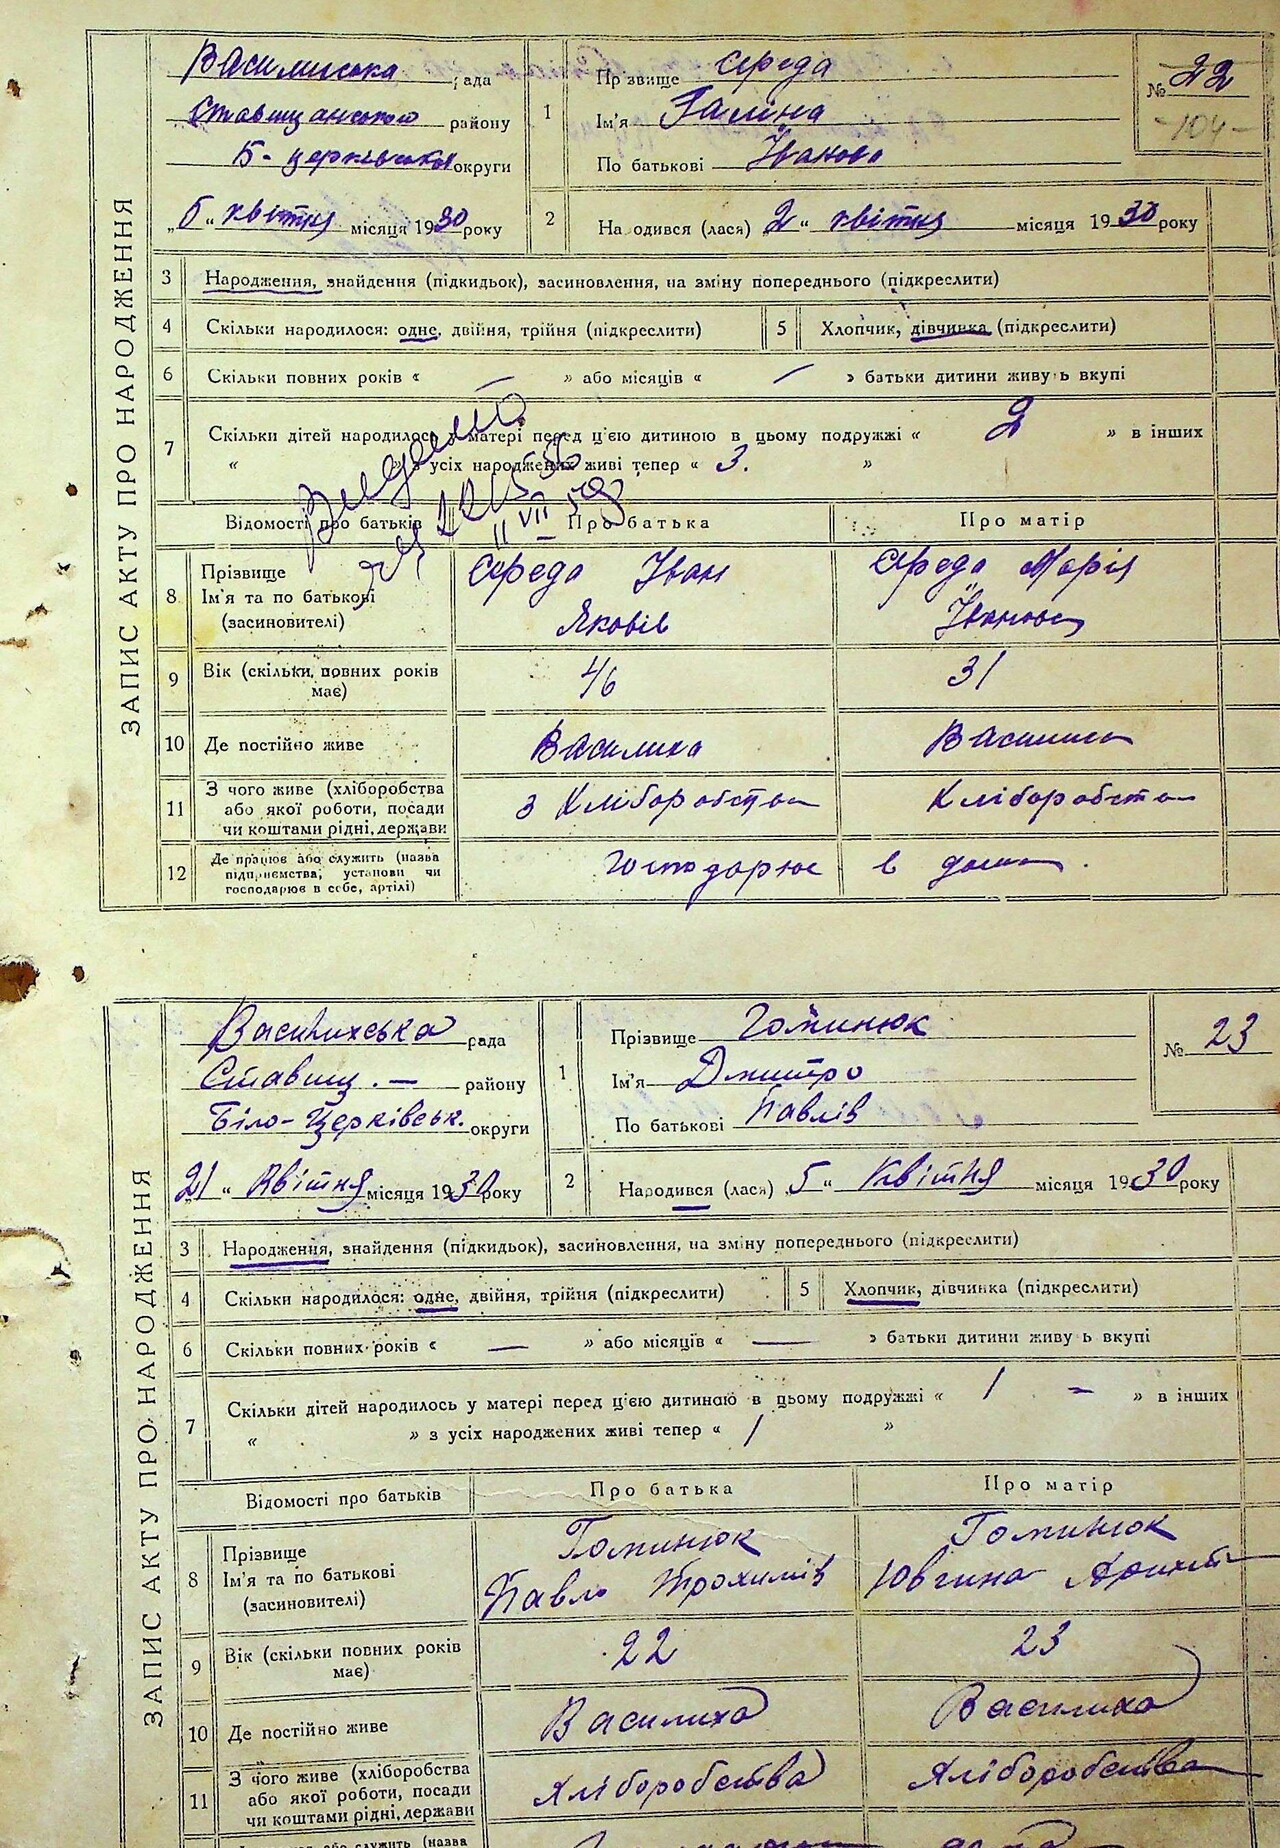 ЗАПИС АКТУ ПРО НАРОДЖЕННЯ
Василиська рада
Ставищанського району
Б-церківської округи
„6“ квітня місяця 1930 року
1 Прізвище Середа
Ім'я Галина
По батькові Іванова
№ 22
-104-
2 На одився (лася) „2“ квітня місяця 1930 року
3 Народження, знайдення (підкидьок), засиновлення, на зміну попереднього (підкреслити)
4 Скільки народилося: одне, двійня, трійня (підкреслити) 5 Хлопчик, дівчинка (підкреслити)
6 Скільки повних років « — » або місяців « — » батьки дитини живуть вкупі
7 Скільки дітей народилось у матері перед ц'єю дитиною в цьому подружжі « 2 » в інших
« » з усіх народжених живі тепер « 3. »
Відомості про батьків Про батька Про матір
8 Прізвище Ім'я та по батькові (засиновителі) Середа Іван Яковів Середа Марія Іванова
9 Вік (скільки повних років має) 46 31
10 Де постійно живе Василиха Василиха
11 З чого живе (хліборобства або якої роботи, посади чи коштами рідні, держави з хліборобства хліборобства
12 Де працює або служить (назва підприємства, установи чи господарює в себе, артілі) господарює в дома.
ЗАПИС АКТУ ПРО НАРОДЖЕННЯ
Василихська рада
Ставищ. — району
Біло-Церківськ. округи
„21“ Квітня місяця 1930 року
1 Прізвище Гоминюк
Ім'я Дмитро
По батькові Павлів
№ 23
2 Народився (лася) „5“ Квітня місяця 1930 року
3 Народження, знайдення (підкидьок), засиновлення, на зміну попереднього (підкреслити)
4 Скільки народилося: одне, двійня, трійня (підкреслити) 5 Хлопчик, дівчинка (підкреслити)
6 Скільки повних років « — » або місяців « — » батьки дитини живуть вкупі
7 Скільки дітей народилось у матері перед ц'єю дитиною в цьому подружжі « 1 – » в інших
« » з усіх народжених живі тепер « 1 »
Відомості про батьків Про батька Про матір
8 Прізвище Ім'я та по батькові (засиновителі) Гоминюк Павло Трохимів Гоминюк Ювгина
9 Вік (скільки повних років має) 22 23
10 Де постійно живе Василиха Василиха
11 З чого живе (хліборобства або якої роботи, посади чи коштами рідні, держави Хліборобства Хліборобства